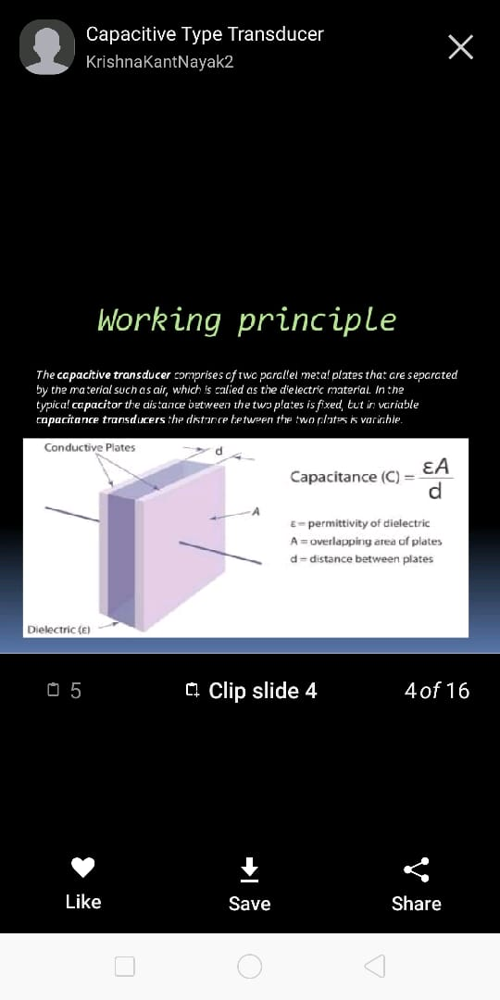 Capacitive Type Transducer
KrishnaKantNayak2
Working principle
The capacitive transducer comprises of two parallel metal plates that are separated
by the material such as air, which is called as the dielectric material. In the
typical capacitor the distance between the two plates is fixed, but in variable
capacitance transducers the distance between the two plates is variable.
Conductive Plates
d
A
Dielectric (ε)
Capacitance (C) = εA
d
ε = permittivity of dielectric
A = overlapping area of plates
d = distance between plates
5
Clip slide 4
4 of 16
Like
Save
Share